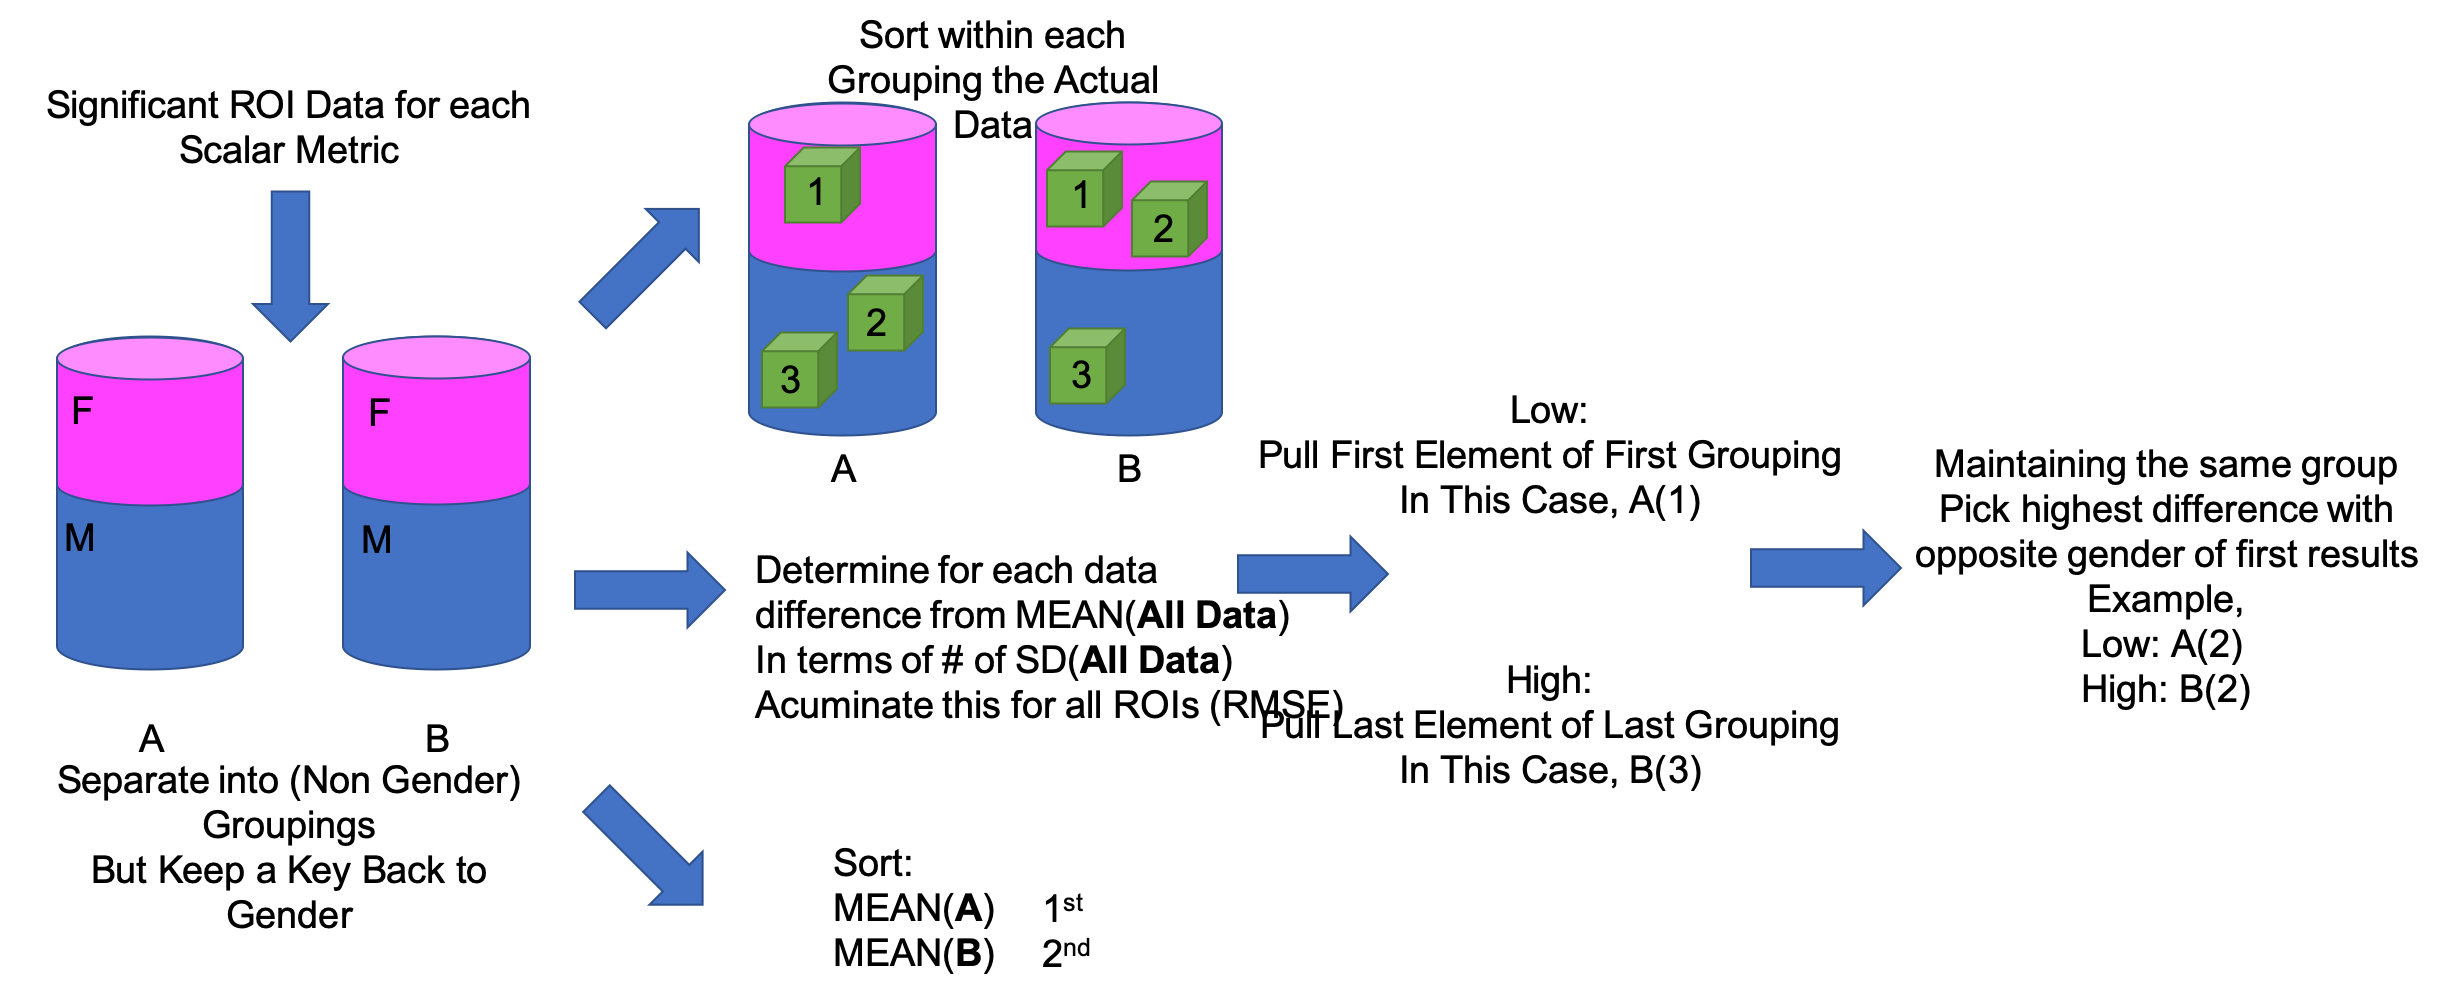 Significant ROI Data for each
Scalar Metric
F
M
F
M
A
B
Separate into (Non Gender)
Groupings
But Keep a Key Back to
Gender
Sort within each
Grouping the Actual
Data
1
2
3
1
2
3
A
B
Determine for each data
difference from MEAN(All Data)
In terms of # of SD(All Data)
Acuminate this for all ROIs (RMSE)
Sort:
MEAN(A) 1st
MEAN(B) 2nd
Low:
Pull First Element of First Grouping
In This Case, A(1)
High:
Pull Last Element of Last Grouping
In This Case, B(3)
Maintaining the same group
Pick highest difference with
opposite gender of first results
Example,
Low: A(2)
High: B(2)